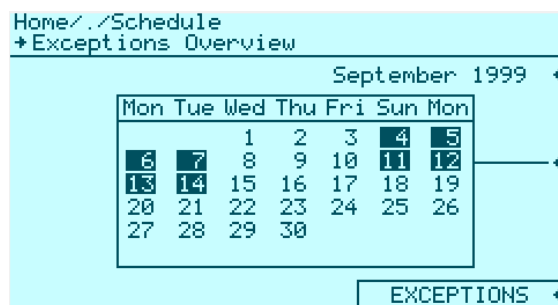 Home/./Schedule
Exceptions Overview
September 1999
Mon Tue Wed Thu Fri Sun Mon
1 2 3 4 5
6 7 8 9 10 11 12
13 14 15 16 17 18 19
20 21 22 23 24 25 26
27 28 29 30
EXCEPTIONS